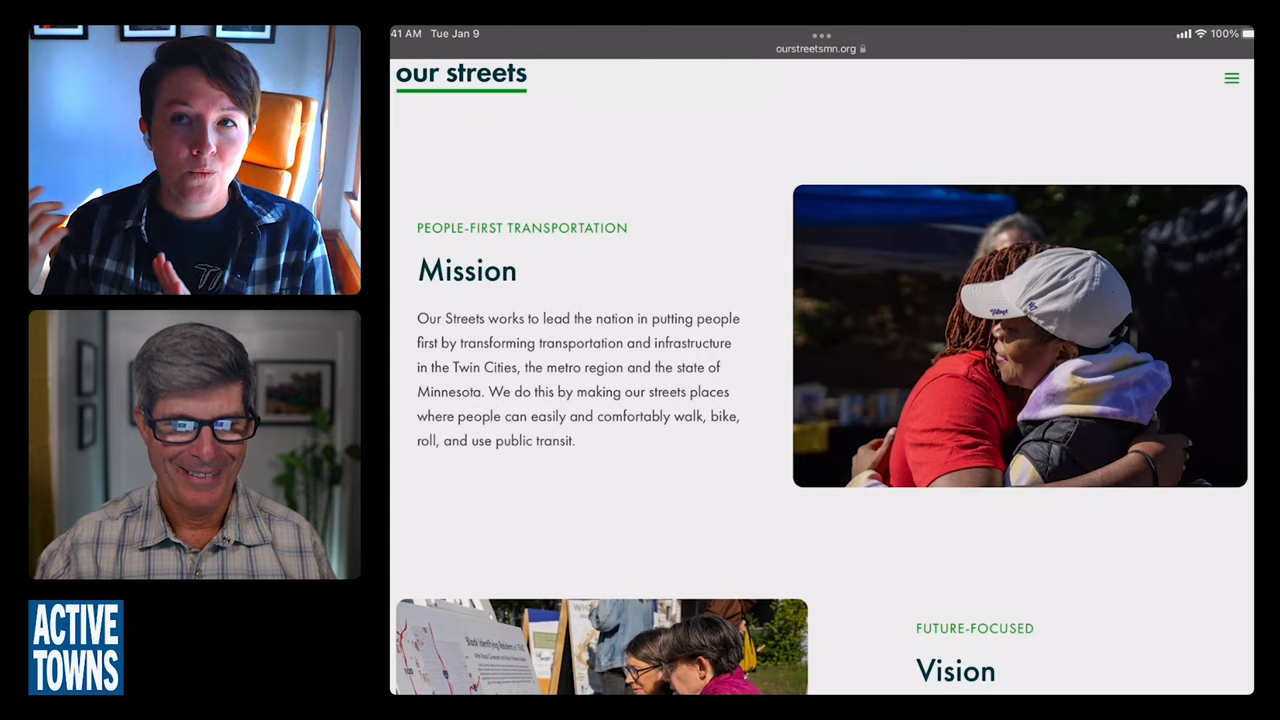 41 AM Tue Jan 9
ourstreetsmn.org
100%
our streets
PEOPLE-FIRST TRANSPORTATION
Mission
Our Streets works to lead the nation in putting people
first by transforming transportation and infrastructure
in the Twin Cities, the metro region and the state of
Minnesota. We do this by making our streets places
where people can easily and comfortably walk, bike,
roll, and use public transit.
FUTURE-FOCUSED
Vision
ACTIVE
TOWNS